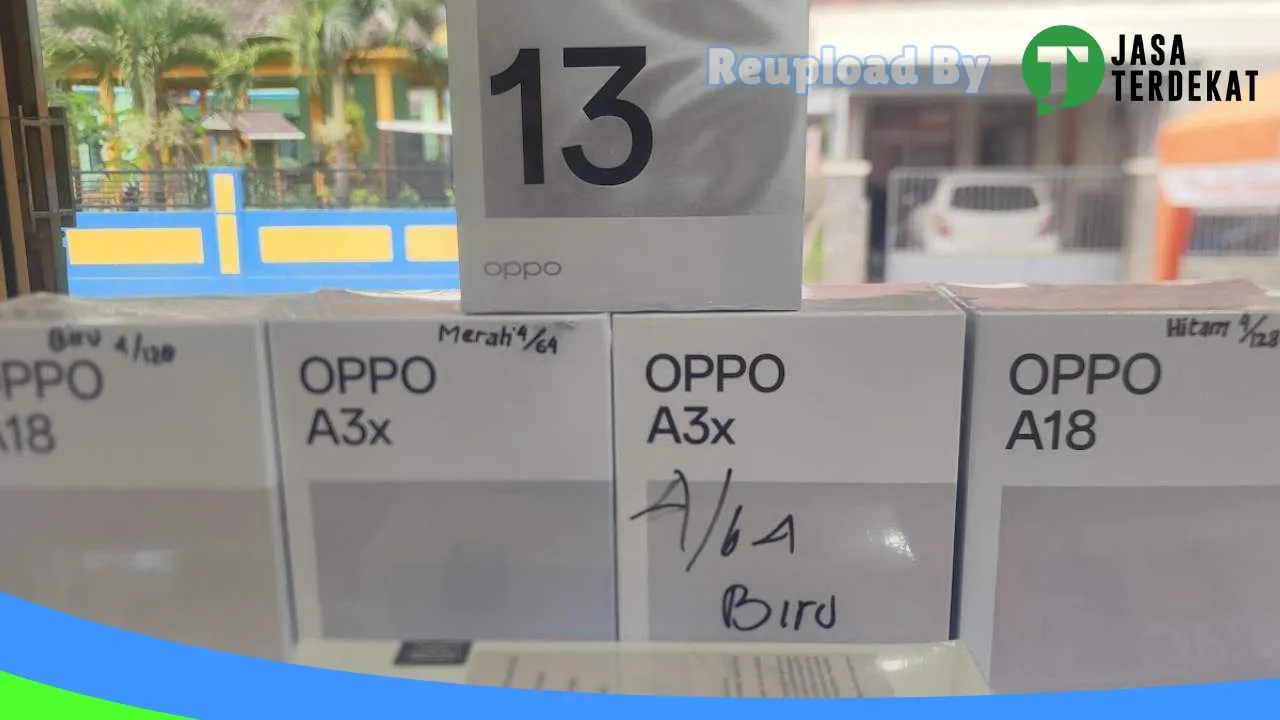 13
Reupload By
JASA
TERDEKAT
oppo
Biru 4/128
OPPO
A18
Merah 4/64
OPPO
A3x
OPPO
A3x
4/64
Biru
Hitam 4/128
OPPO
A18